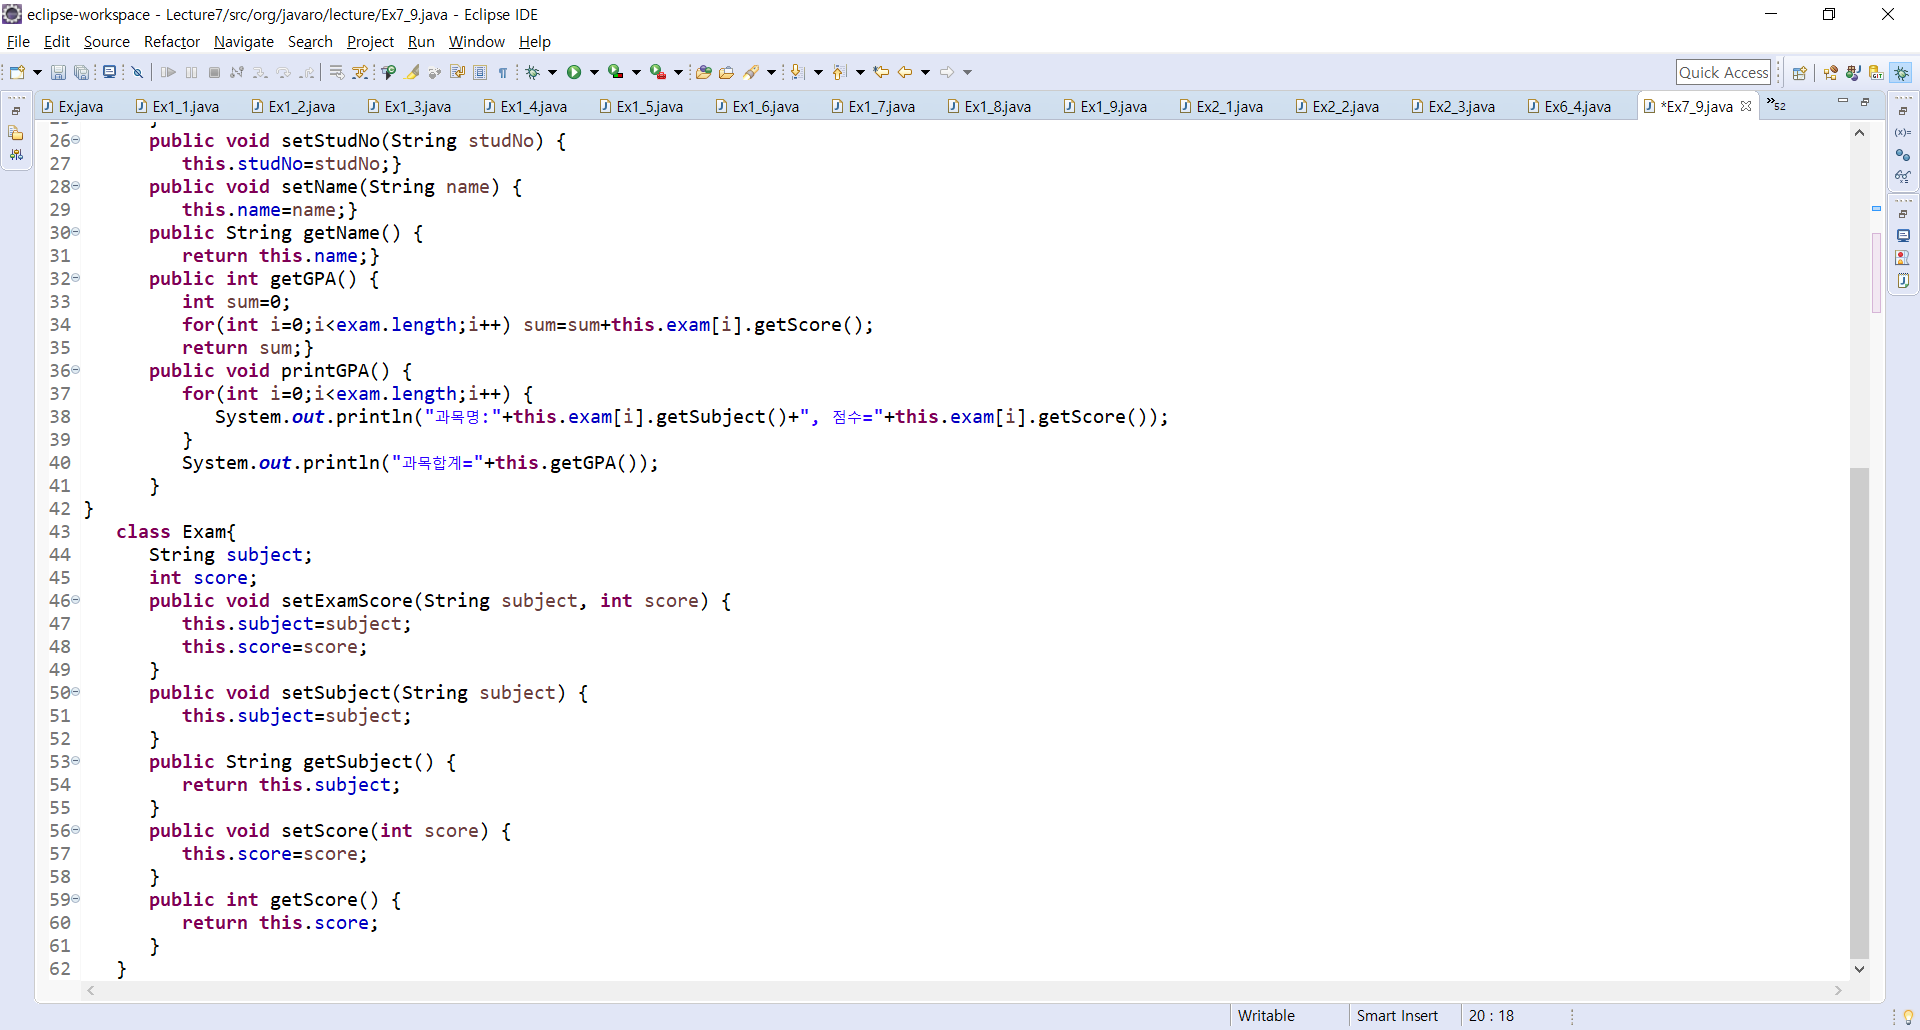 eclipse-workspace - Lecture7/src/org/javaro/lecture/Ex7_9.java - Eclipse IDE
File Edit Source Refactor Navigate Search Project Run Window Help
Quick Access
Ex.java Ex1_1.java Ex1_2.java Ex1_3.java Ex1_4.java Ex1_5.java Ex1_6.java Ex1_7.java Ex1_8.java Ex1_9.java Ex2_1.java Ex2_2.java Ex2_3.java Ex6_4.java *Ex7_9.java »52
26 public void setStudNo(String studNo) {
27 this.studNo=studNo;}
28 public void setName(String name) {
29 this.name=name;}
30 public String getName() {
31 return this.name;}
32 public int getGPA() {
33 int sum=0;
34 for(int i=0;i<exam.length;i++) sum=sum+this.exam[i].getScore();
35 return sum;}
36 public void printGPA() {
37 for(int i=0;i<exam.length;i++) {
38 System.out.println("과목명:"+this.exam[i].getSubject()+", 점수="+this.exam[i].getScore());
39 }
40 System.out.println("과목합계="+this.getGPA());
41 }
42 }
43 class Exam{
44 String subject;
45 int score;
46 public void setExamScore(String subject, int score) {
47 this.subject=subject;
48 this.score=score;
49 }
50 public void setSubject(String subject) {
51 this.subject=subject;
52 }
53 public String getSubject() {
54 return this.subject;
55 }
56 public void setScore(int score) {
57 this.score=score;
58 }
59 public int getScore() {
60 return this.score;
61 }
62 }
Writable Smart Insert 20 : 18